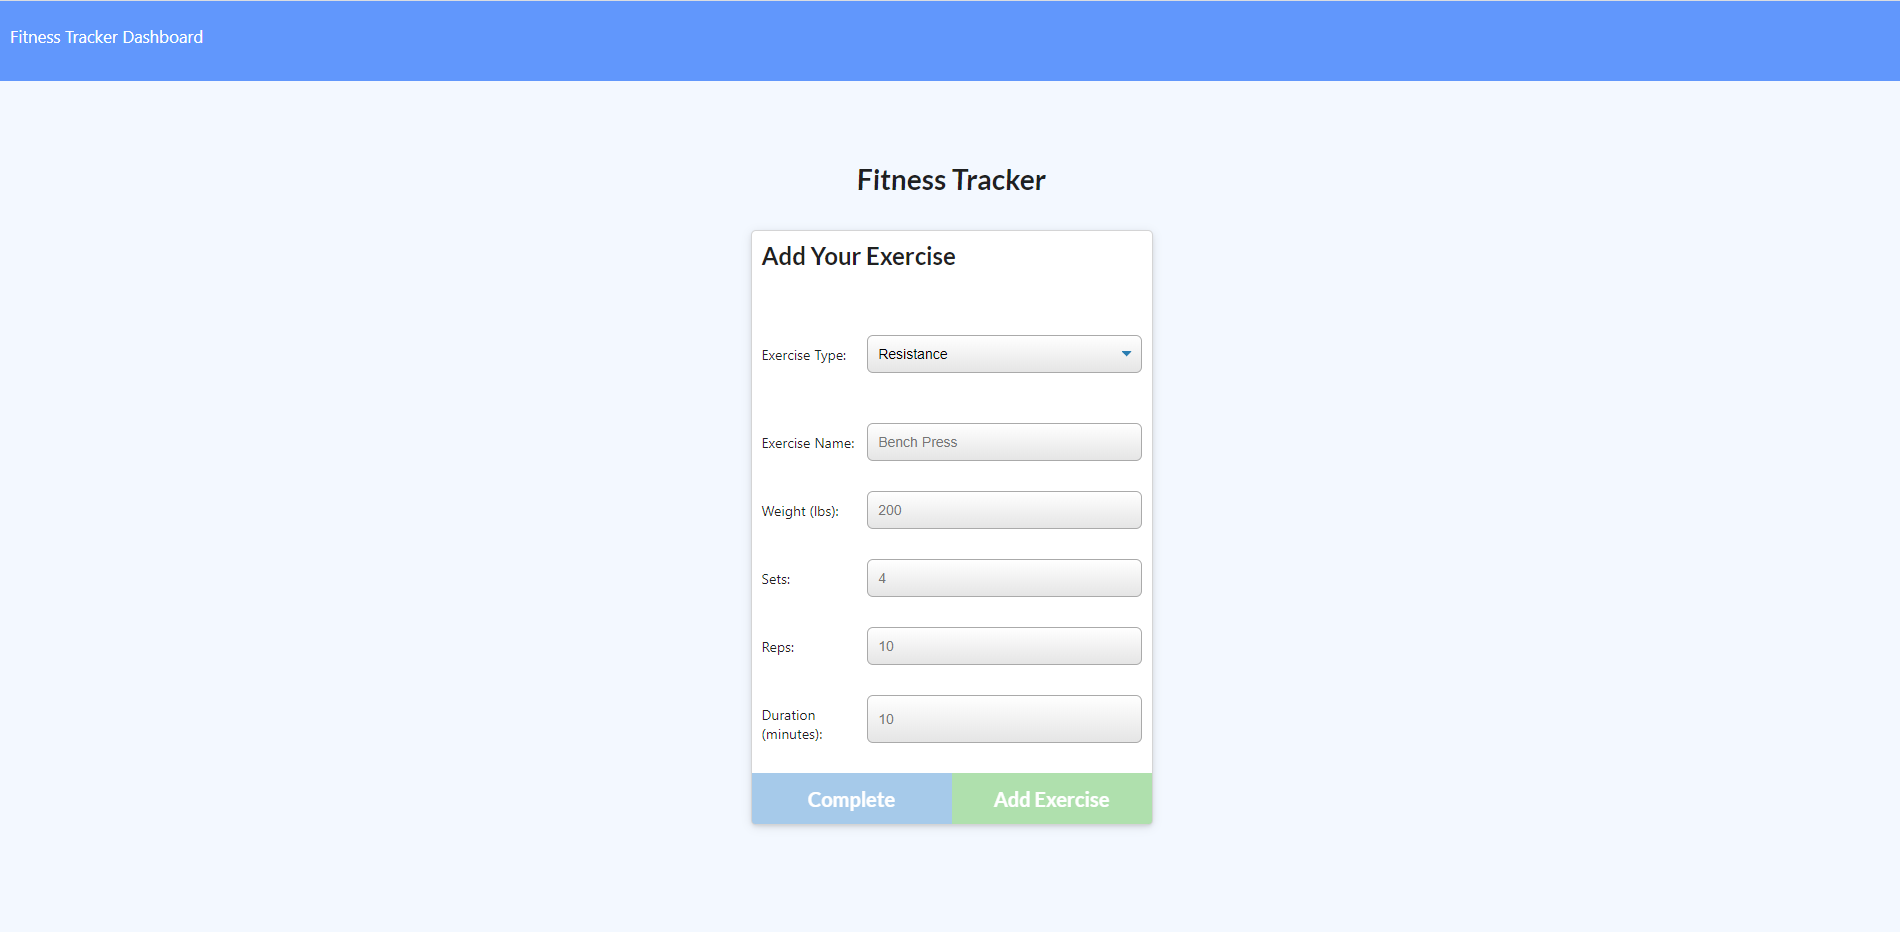 Fitness Tracker Dashboard
Fitness Tracker
Add Your Exercise
Exercise Type: Resistance
Exercise Name: Bench Press
Weight (lbs): 200
Sets: 4
Reps: 10
Duration
(minutes): 10
Complete Add Exercise